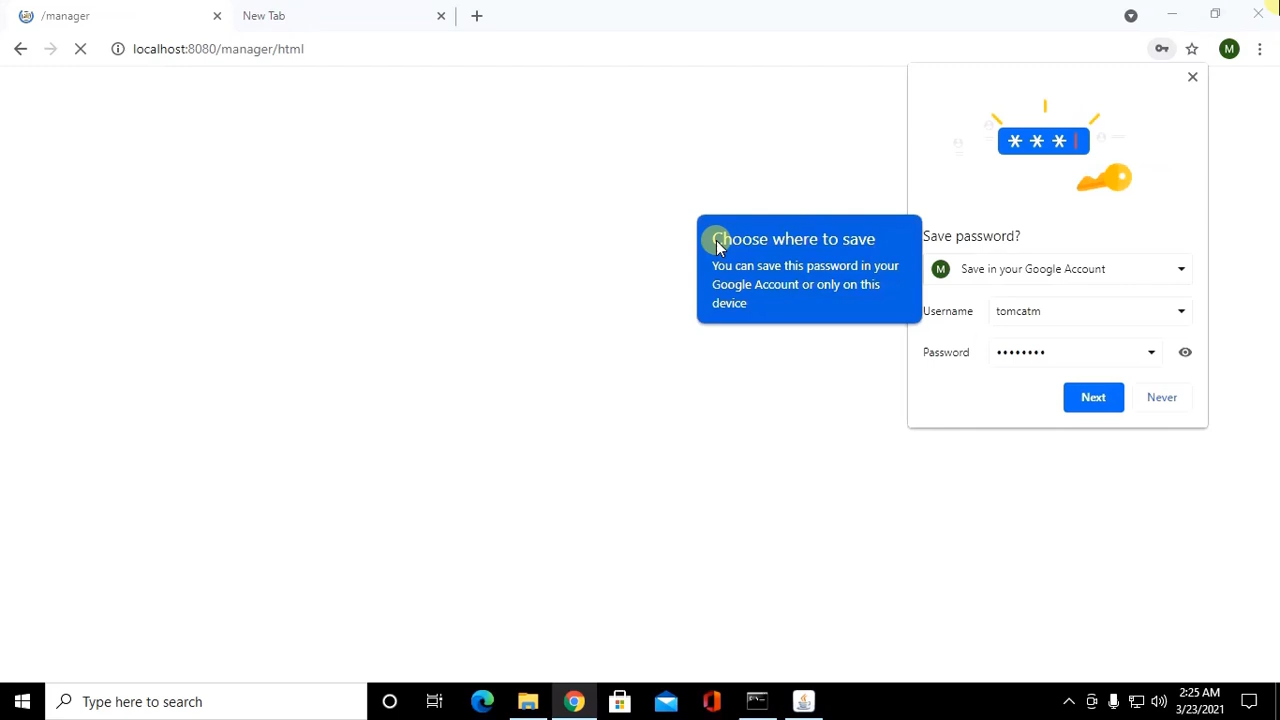 /manager
New Tab
localhost:8080/manager/html
M
* * *
Choose where to save
You can save this password in your
Google Account or only on this
device
Save password?
M Save in your Google Account
Username tomcatm
Password ••••••••
Next Never
Type here to search
2:25 AM
3/23/2021